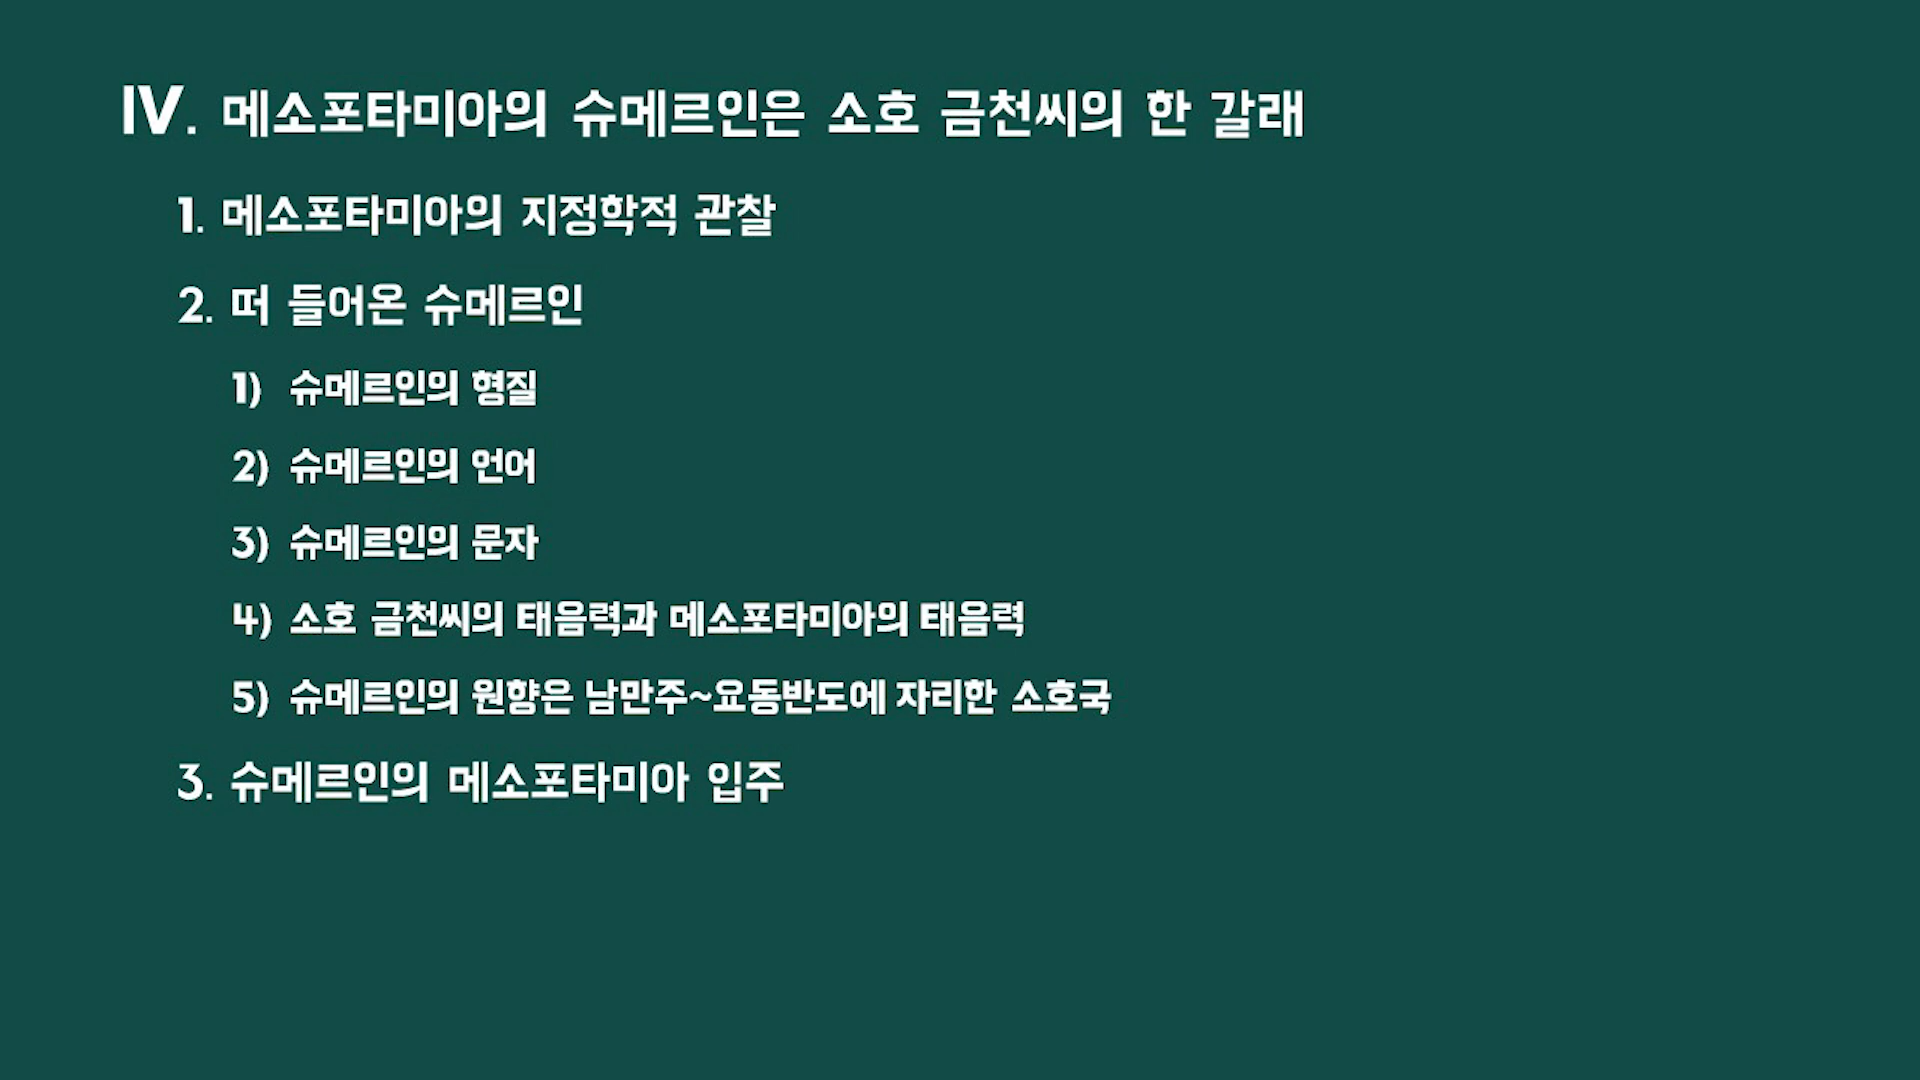 Ⅳ. 메소포타미아의 슈메르인은 소호 금천씨의 한 갈래
1. 메소포타미아의 지정학적 관찰
2. 떠 들어온 슈메르인
1) 슈메르인의 형질
2) 슈메르인의 언어
3) 슈메르인의 문자
4) 소호 금천씨의 태음력과 메소포타미아의 태음력
5) 슈메르인의 원향은 남만주~요동반도에 자리한 소호국
3. 슈메르인의 메소포타미아 입주